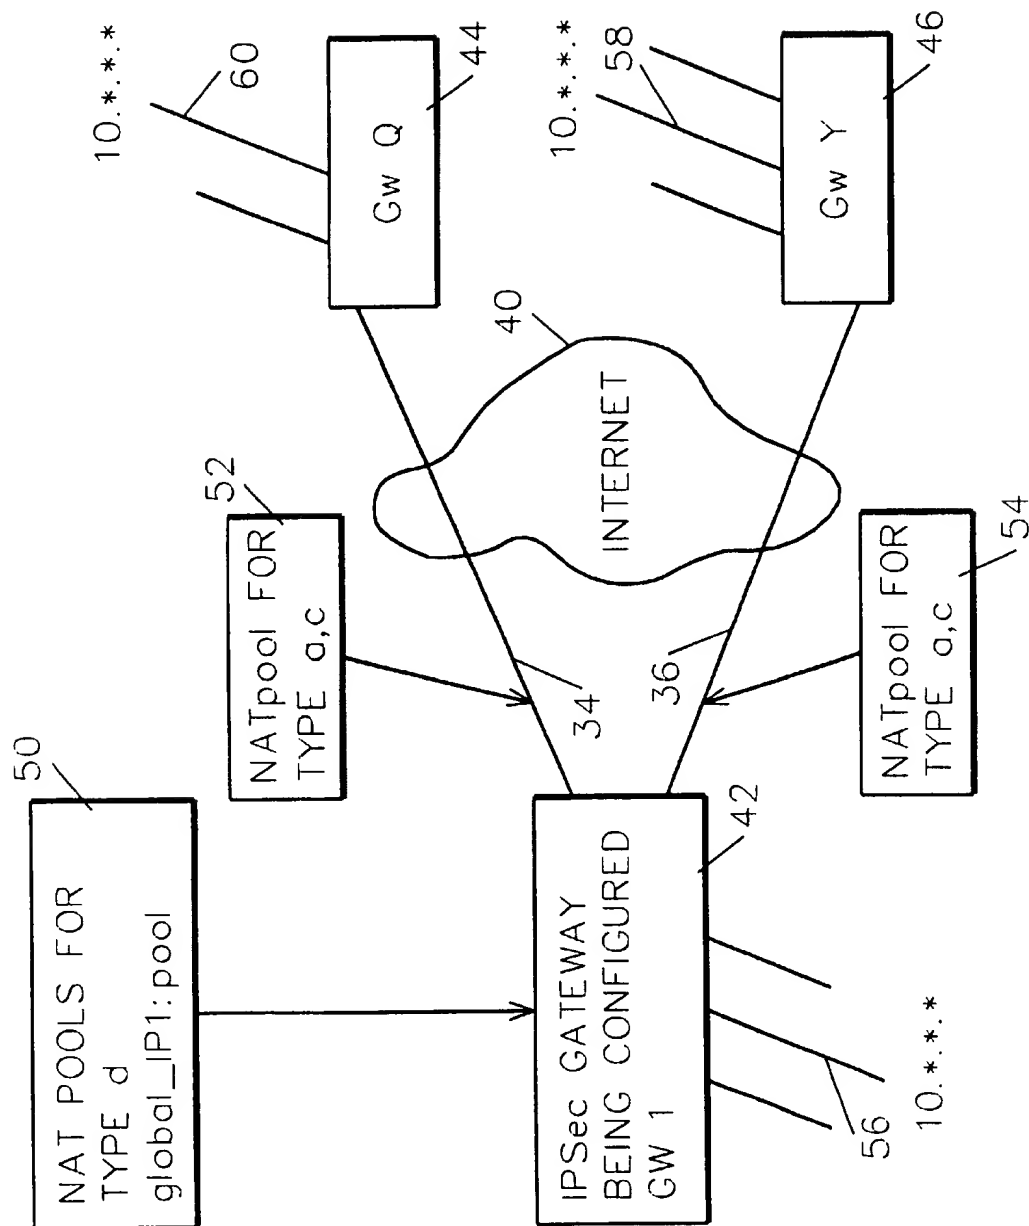 50
NAT POOLS FOR
TYPE d
global_IP1:pool
52
NATpool FOR
TYPE a,c
10.*.*.*
60
44
Gw Q
34
40
INTERNET
IPSec GATEWAY
BEING CONFIGURED
GW 1
42
36
10.*.*.*
58
46
Gw Y
56
10.*.*.*
NATpool FOR
TYPE a,c
54